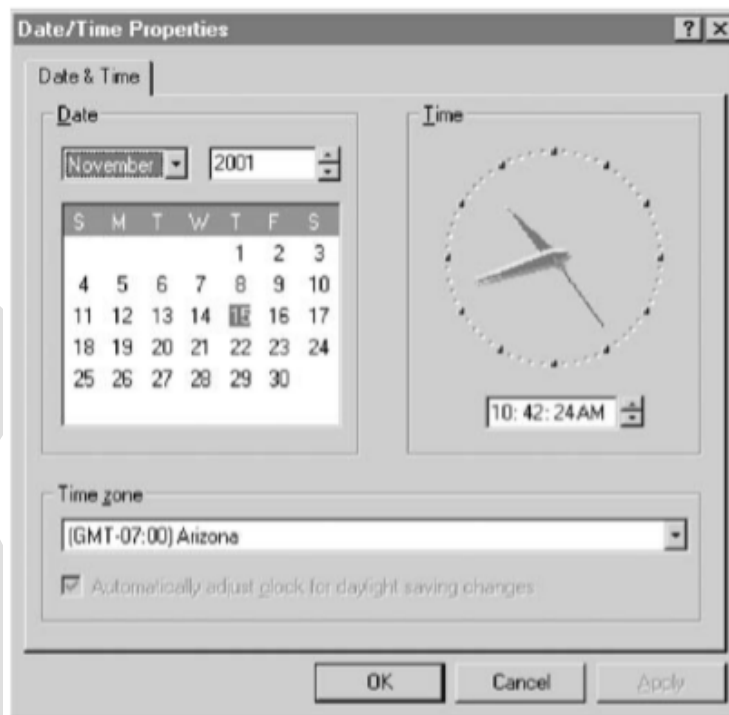 Date/Time Properties
Date & Time
Date
November
2001
S M T W T F S
1 2 3
4 5 6 7 8 9 10
11 12 13 14 15 16 17
18 19 20 21 22 23 24
25 26 27 28 29 30
Time
10: 42: 24 AM
Time zone
(GMT-07:00) Arizona
Automatically adjust clock for daylight saving changes
OK Cancel Apply